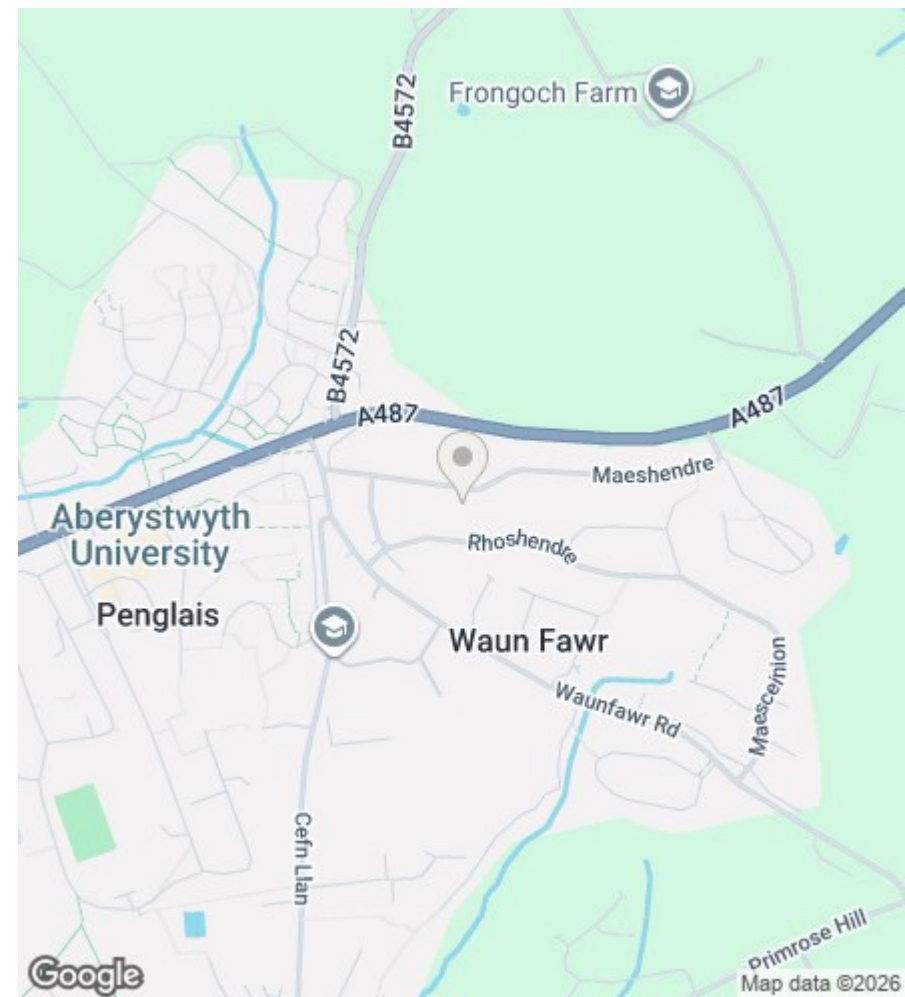 Frongoch Farm
B4572
B4572
A487
A487
Maeshendre
Aberystwyth
University
Rhoshendre
Penglais
Waun Fawr
Waunfawr Rd
Maesceinion
Cefn Llan
Primrose Hill
Google
Map data ©2026